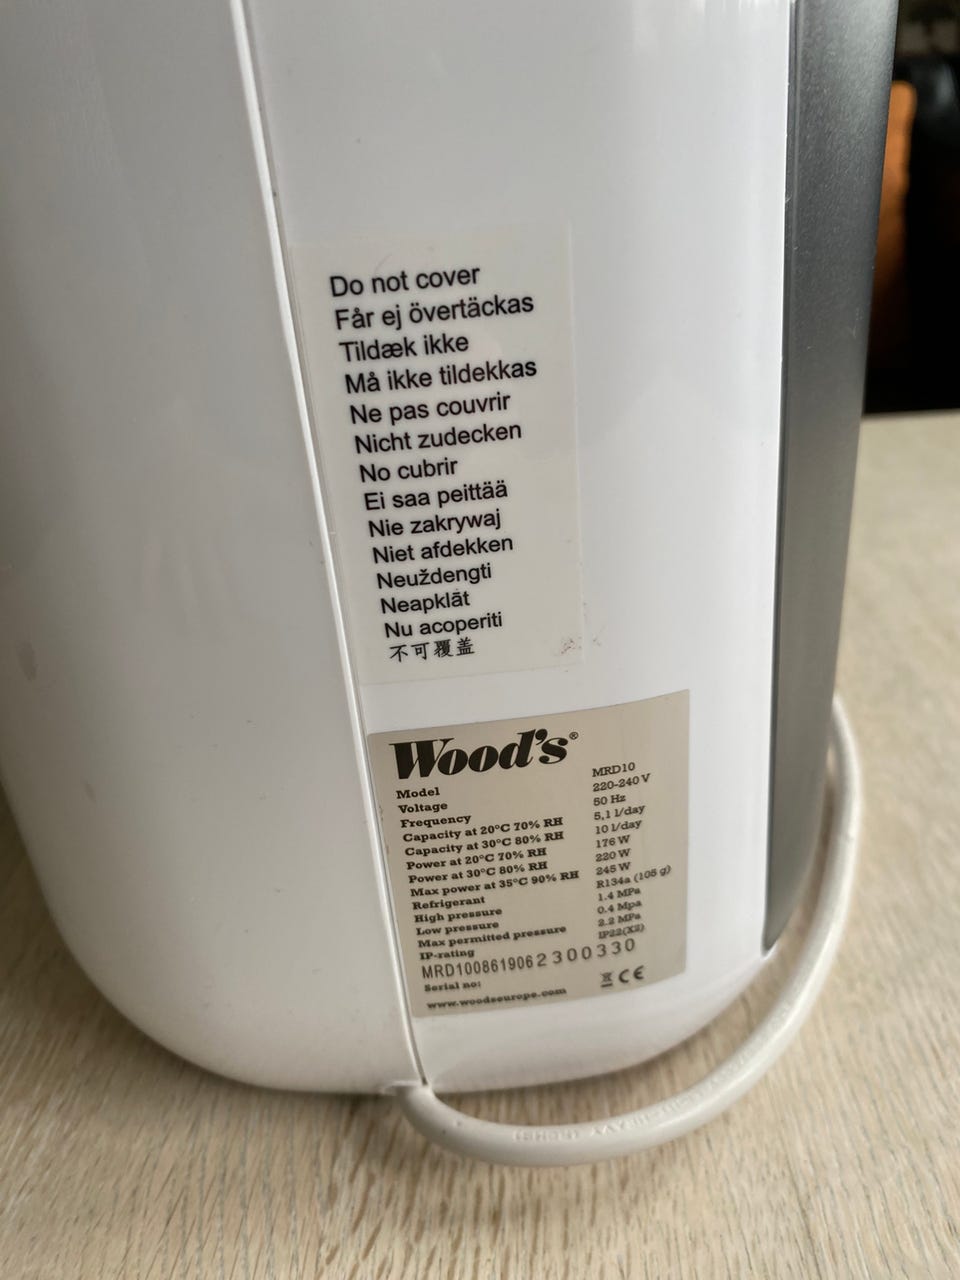 Do not cover
Får ej övertäckas
Tildæk ikke
Må ikke tildekkas
Ne pas couvrir
Nicht zudecken
No cubrir
Ei saa peittää
Nie zakrywaj
Niet afdekken
Neuždengti
Neapklāt
Nu acoperiti
不可覆盖
Wood's®
Model MRD10
Voltage 220-240 V
Frequency 50 Hz
Capacity at 20°C 70% RH 5,1 l/day
Capacity at 30°C 80% RH 10 l/day
Power at 20°C 70% RH 176 W
Power at 30°C 80% RH 220 W
Max power at 35°C 90% RH 245 W
Refrigerant R134a (105 g)
High pressure 1.4 MPa
Low pressure 0.4 Mpa
Max permitted pressure 2.2 MPa
IP-rating IP22(X2)
MRD1008619062300330
Serial no:
www.woodseurope.com CE